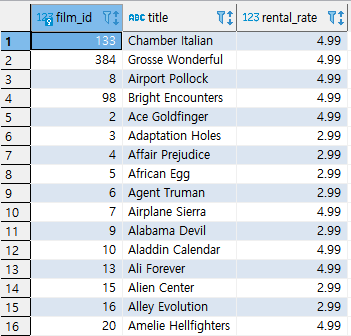 123 film_id ABC title 123 rental_rate
1 133 Chamber Italian 4.99
2 384 Grosse Wonderful 4.99
3 8 Airport Pollock 4.99
4 98 Bright Encounters 4.99
5 2 Ace Goldfinger 4.99
6 3 Adaptation Holes 2.99
7 4 Affair Prejudice 2.99
8 5 African Egg 2.99
9 6 Agent Truman 2.99
10 7 Airplane Sierra 4.99
11 9 Alabama Devil 2.99
12 10 Aladdin Calendar 4.99
13 13 Ali Forever 4.99
14 15 Alien Center 2.99
15 16 Alley Evolution 2.99
16 20 Amelie Hellfighters 4.99